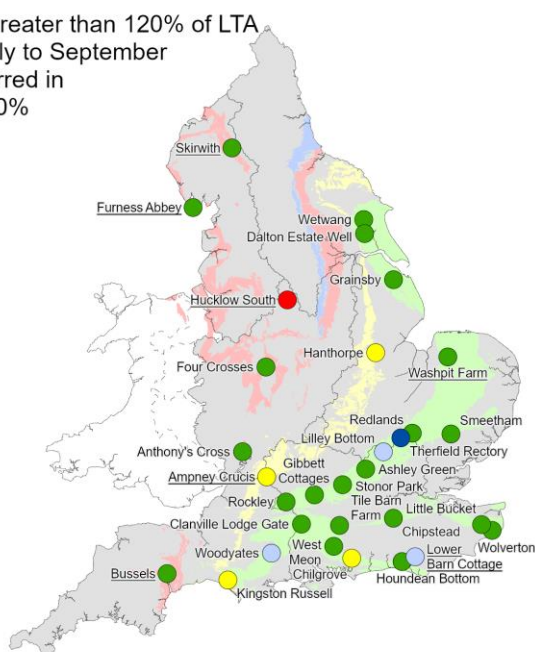 reater than 120% of LTA
ly to September
rred in
0%
Skirwith
Furness Abbey
Wetwang
Dalton Estate Well
Grainsby
Hucklow South
Hanthorpe
Four Crosses
Washpit Farm
Redlands
Smeetham
Lilley Bottom
Therfield Rectory
Anthony's Cross
Gibbett
Cottages
Ashley Green
Ampney Crucis
Stonor Park
Rockley
Tile Barn
Farm
Little Bucket
Clanville Lodge Gate
Chipstead
Wolverton
Woodyates
West
Meon
Lower
Barn Cottage
Chilgrove
Houndean Bottom
Bussels
Kingston Russell